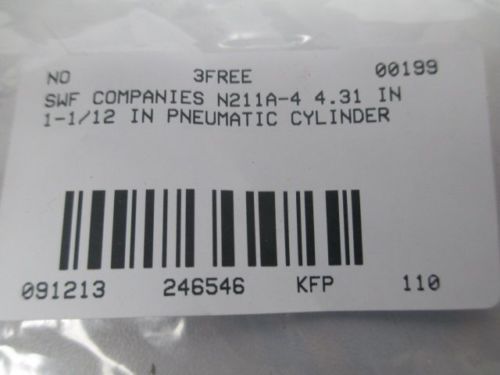 NO 3FREE 00199
SWF COMPANIES N211A-4 4.31 IN
1-1/12 IN PNEUMATIC CYLINDER
091213 246546 KFP 110